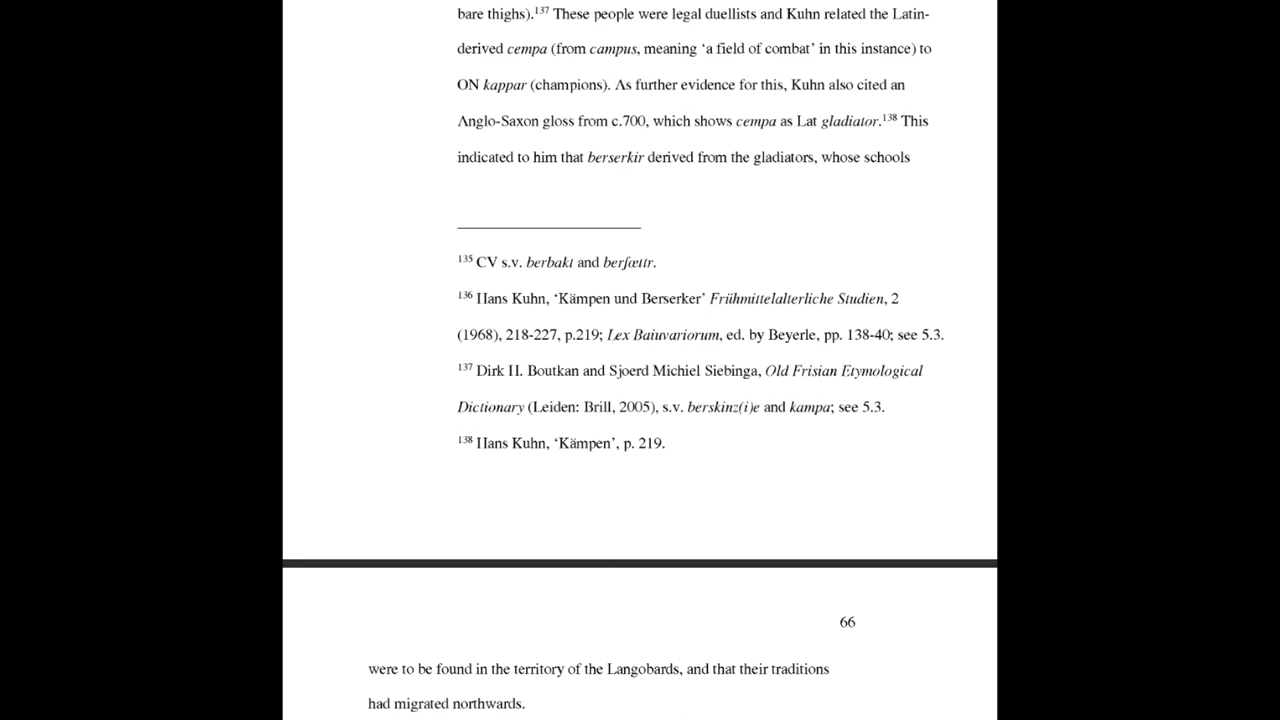 bare thighs).137 These people were legal duellists and Kuhn related the Latin-
derived cempa (from campus, meaning ‘a field of combat’ in this instance) to
ON kappar (champions). As further evidence for this, Kuhn also cited an
Anglo-Saxon gloss from c.700, which shows cempa as Lat gladiator.138 This
indicated to him that berserkir derived from the gladiators, whose schools
135 CV s.v. berbakt and berfœttr.
136 Hans Kuhn, ‘Kämpen und Berserker’ Frühmittelalterliche Studien, 2
(1968), 218-227, p.219; Lex Baiuvariorum, ed. by Beyerle, pp. 138-40; see 5.3.
137 Dirk H. Boutkan and Sjoerd Michiel Siebinga, Old Frisian Etymological
Dictionary (Leiden: Brill, 2005), s.v. berskinz(i)e and kampa; see 5.3.
138 Hans Kuhn, ‘Kämpen’, p. 219.
66
were to be found in the territory of the Langobards, and that their traditions
had migrated northwards.